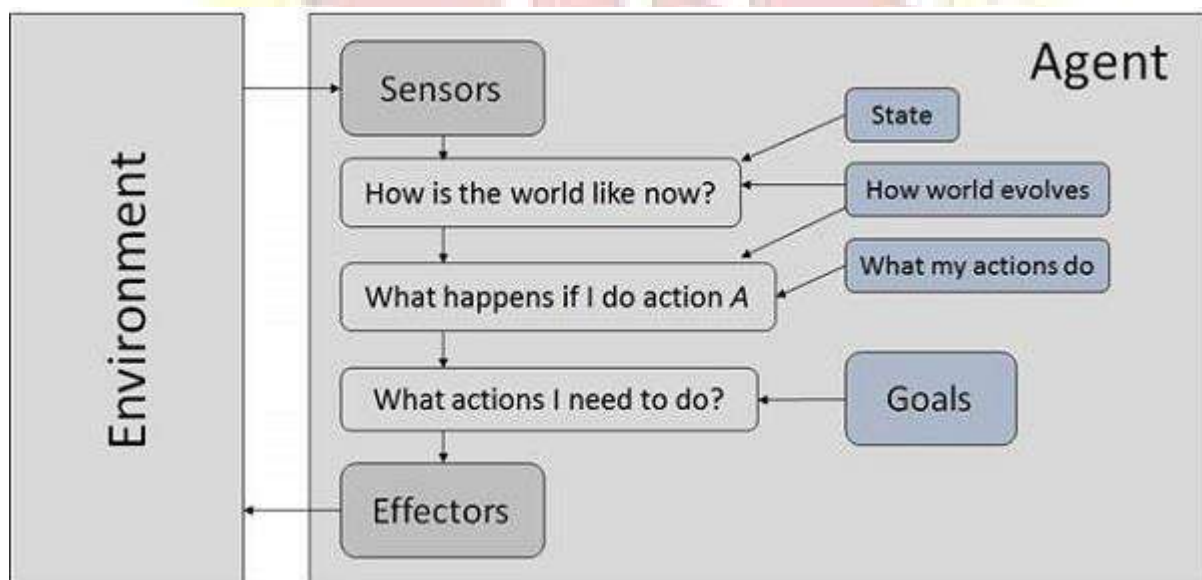 Environment
Agent
Sensors
State
How is the world like now?
How world evolves
What my actions do
What happens if I do action A
What actions I need to do?
Goals
Effectors